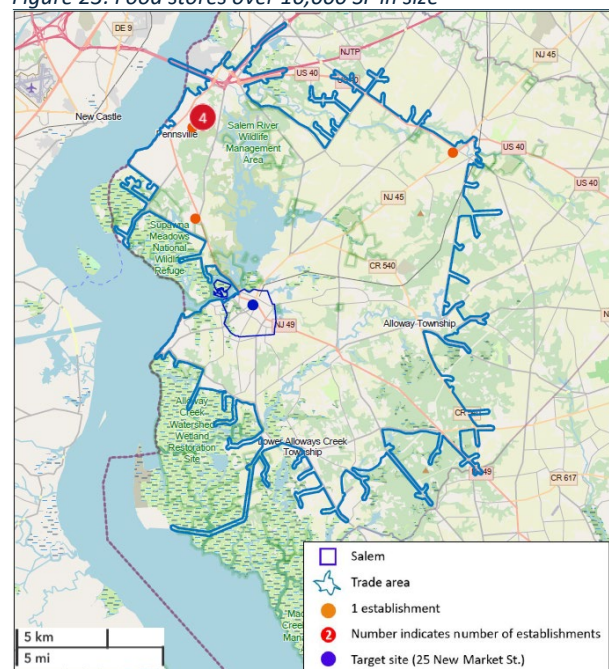 Figure 25: Food stores over 10,000 SF in size
DE 9
NJTP
US 40
NJ 45
US 40
New Castle
4
Pennsville
Salem River
Wildlife
Management
Area
US 40
NJ 45
US 40
Supawna
Meadows
National
Wildlife
Refuge
CR 540
NJ 49
Alloway Township
Alloway
Creek
Watershed
Wetland
Restoration
Site
Lower Alloways Creek
Township
CR 617
Salem
Trade area
1 establishment
2 Number indicates number of establishments
Target site (25 New Market St.)
5 km
5 mi